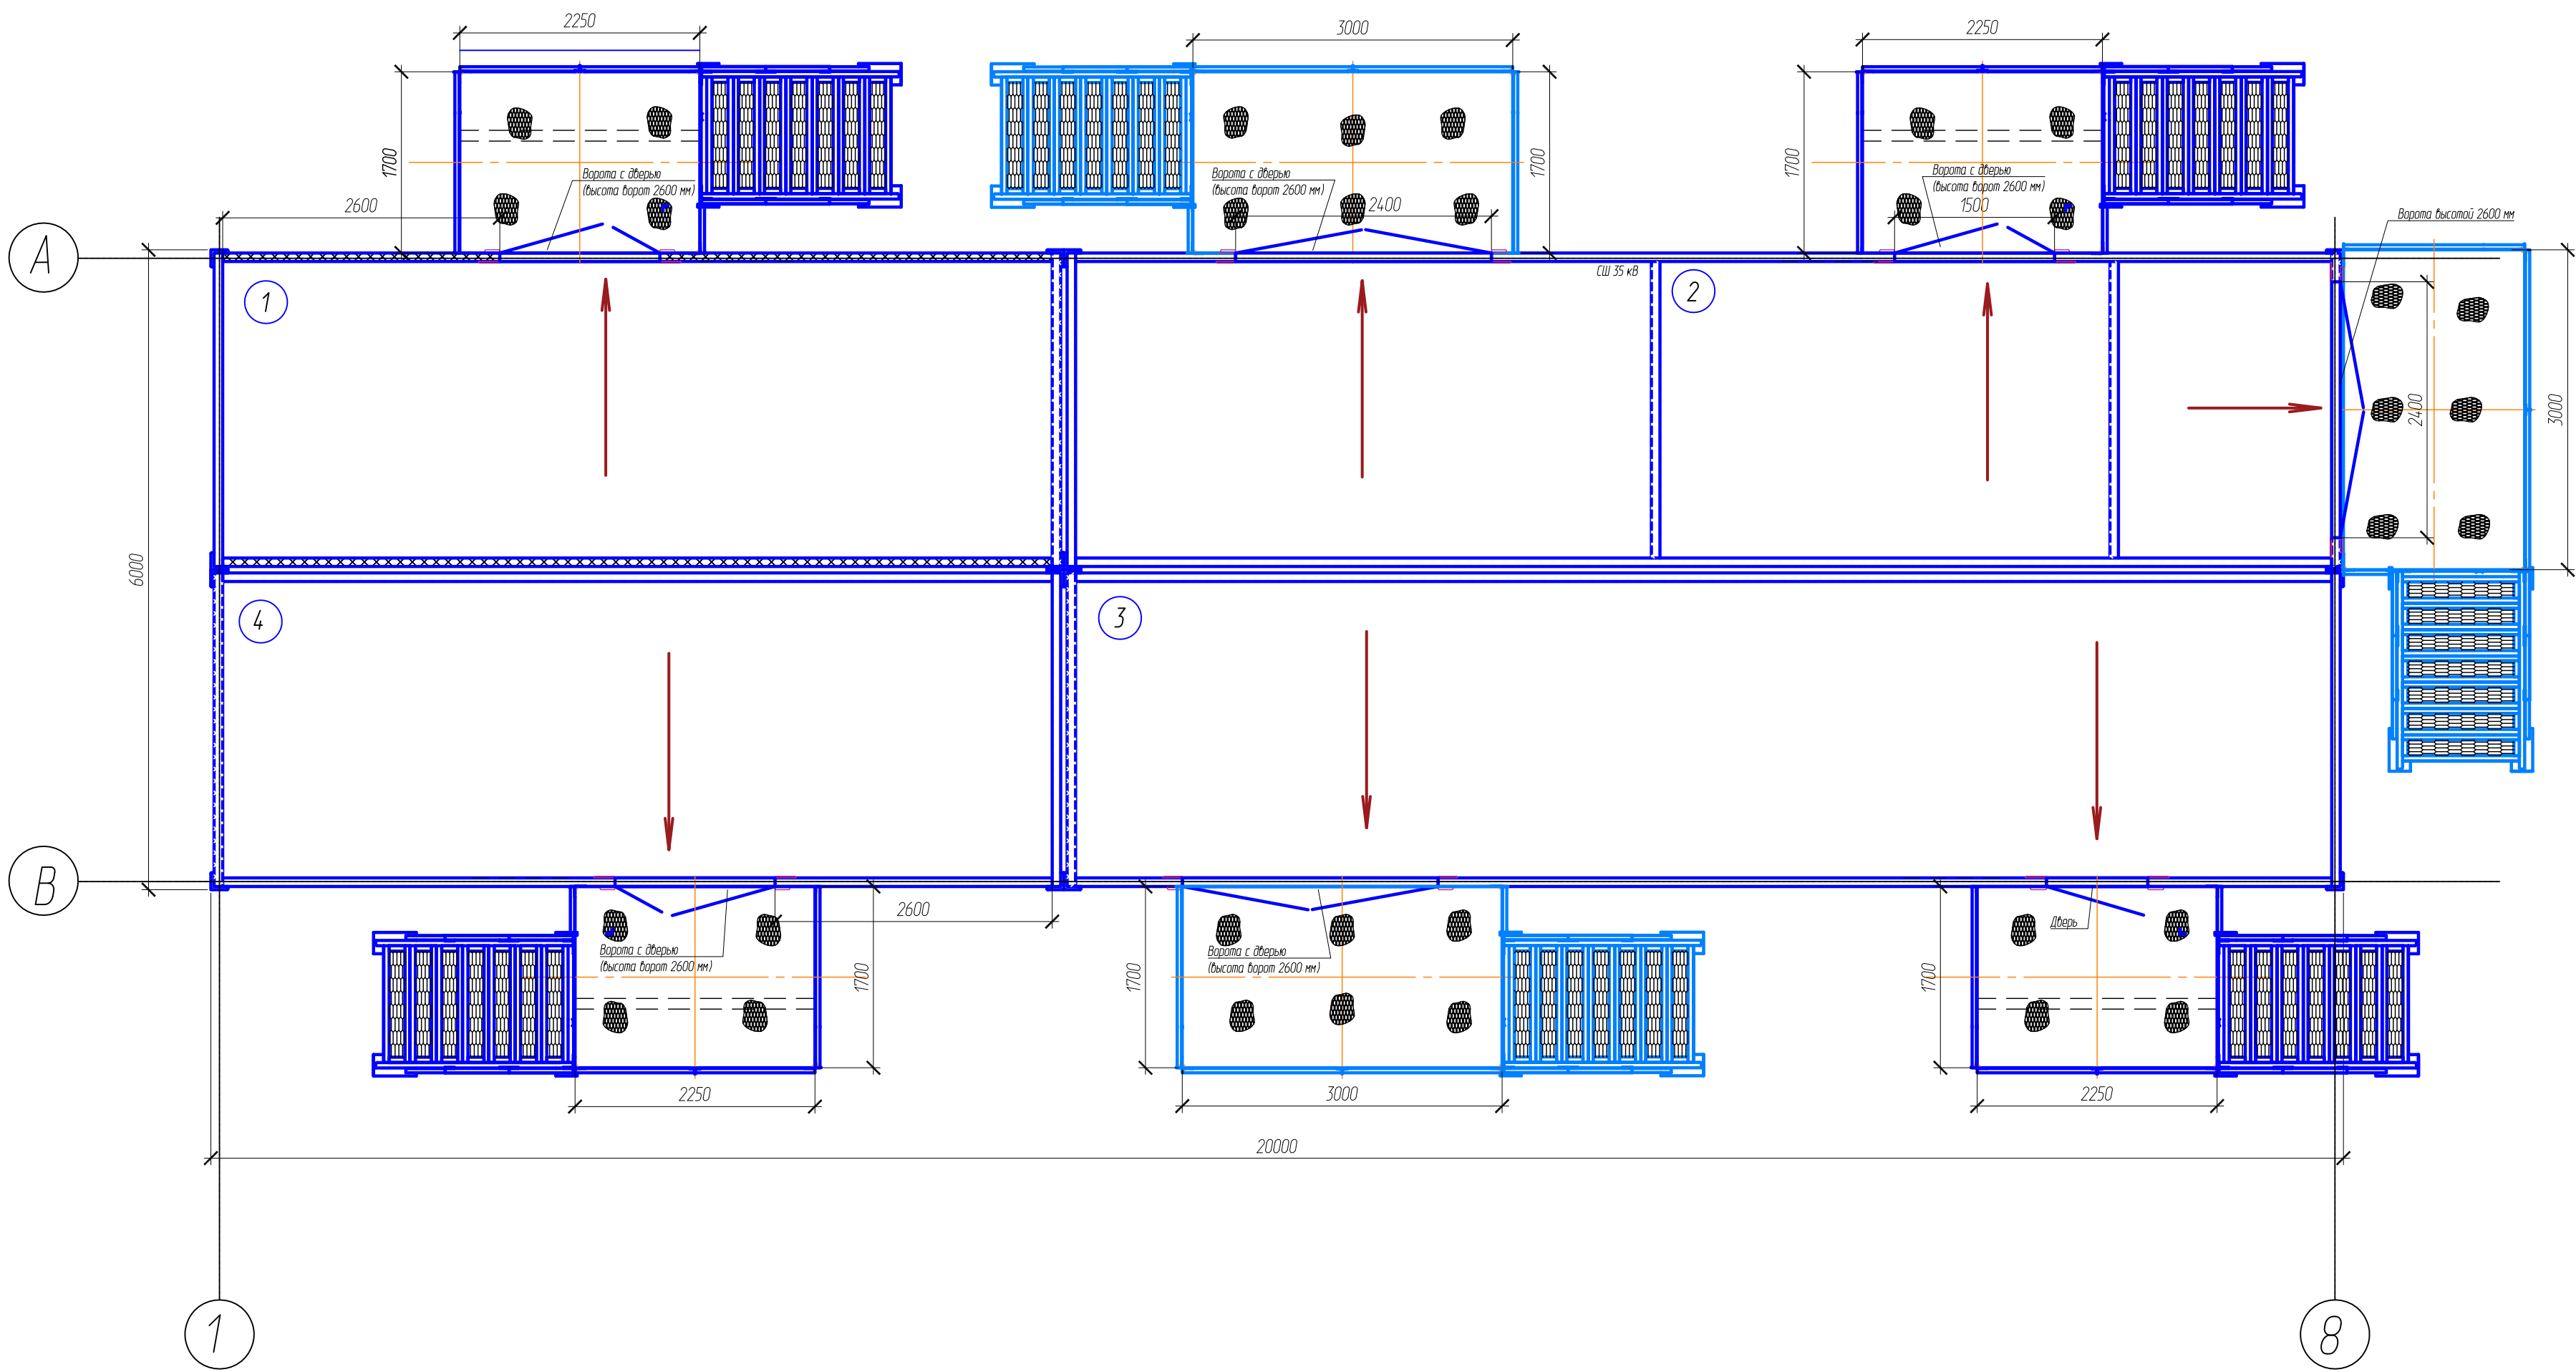 2250
3000
2250
1700
1700
1700
Ворота с дверью
(высота ворот 2600 мм)
Ворота с дверью
(высота ворот 2600 мм)
Ворота с дверью
(высота ворот 2600 мм)
2600
2400
1500
Ворота высотой 2600 мм
А
СШ 35 кВ
1
2
2400
3000
6000
4
3
В
2600
Дверь
Ворота с дверью
(высота ворот 2600 мм)
Ворота с дверью
(высота ворот 2600 мм)
1700
1700
1700
2250
3000
2250
20000
1
8